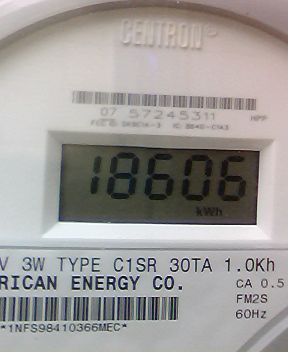 CENTRON®
07 57245311
HPP
18606
kWh
V 3W TYPE C1SR 30TA 1.0Kh
RICAN ENERGY CO. CA 0.5
FM2S
60Hz
*1NFS98410366MEC*